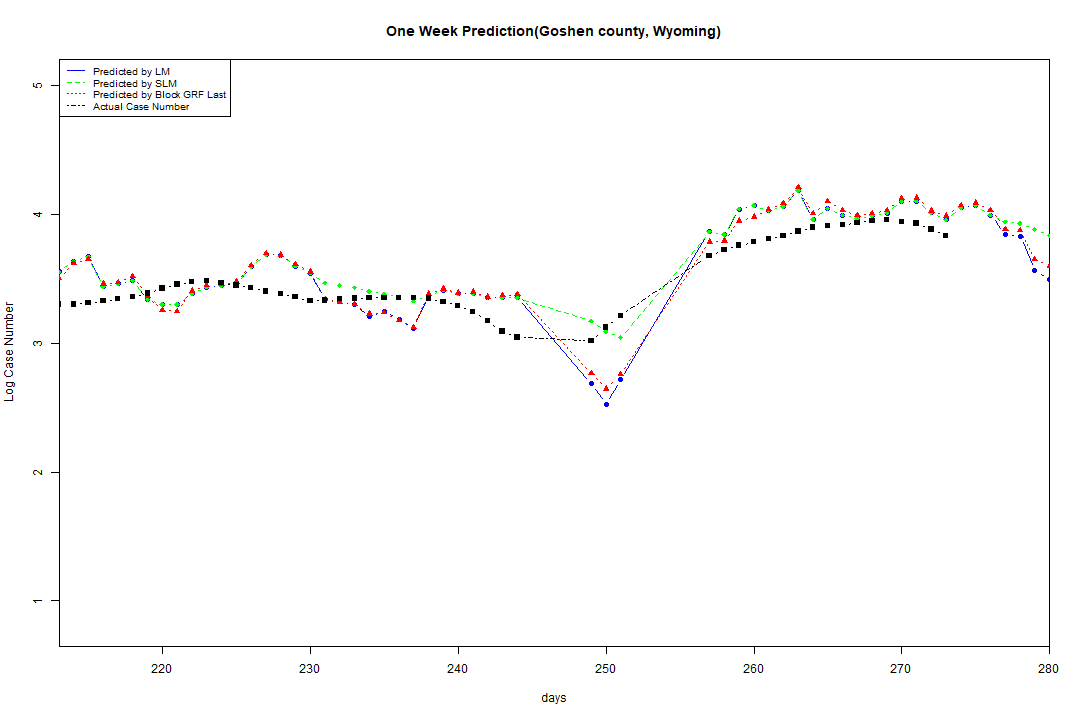 One Week Prediction(Goshen county, Wyoming)
Predicted by LM
Predicted by SLM
Predicted by Block GRF Last
Actual Case Number
5
4
3
2
1
Log Case Number
220 230 240 250 260 270 280
days